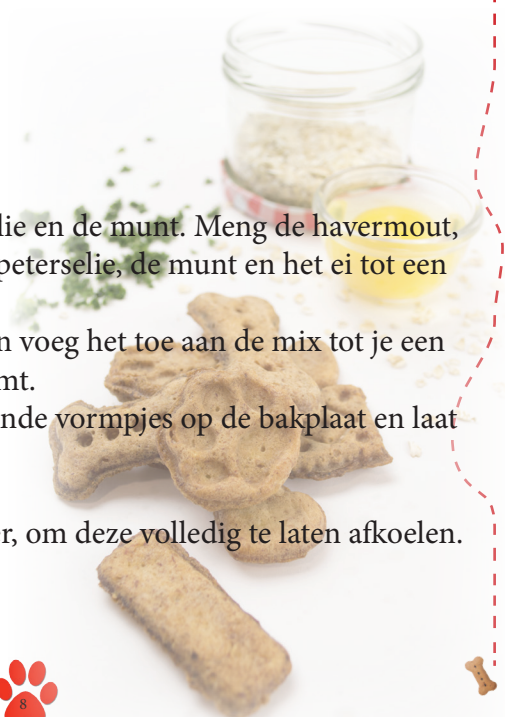 lie en de munt. Meng de havermout,
peterselie, de munt en het ei tot een
n voeg het toe aan de mix tot je een
mt.
nde vormpjes op de bakplaat en laat
r, om deze volledig te laten afkoelen.
8